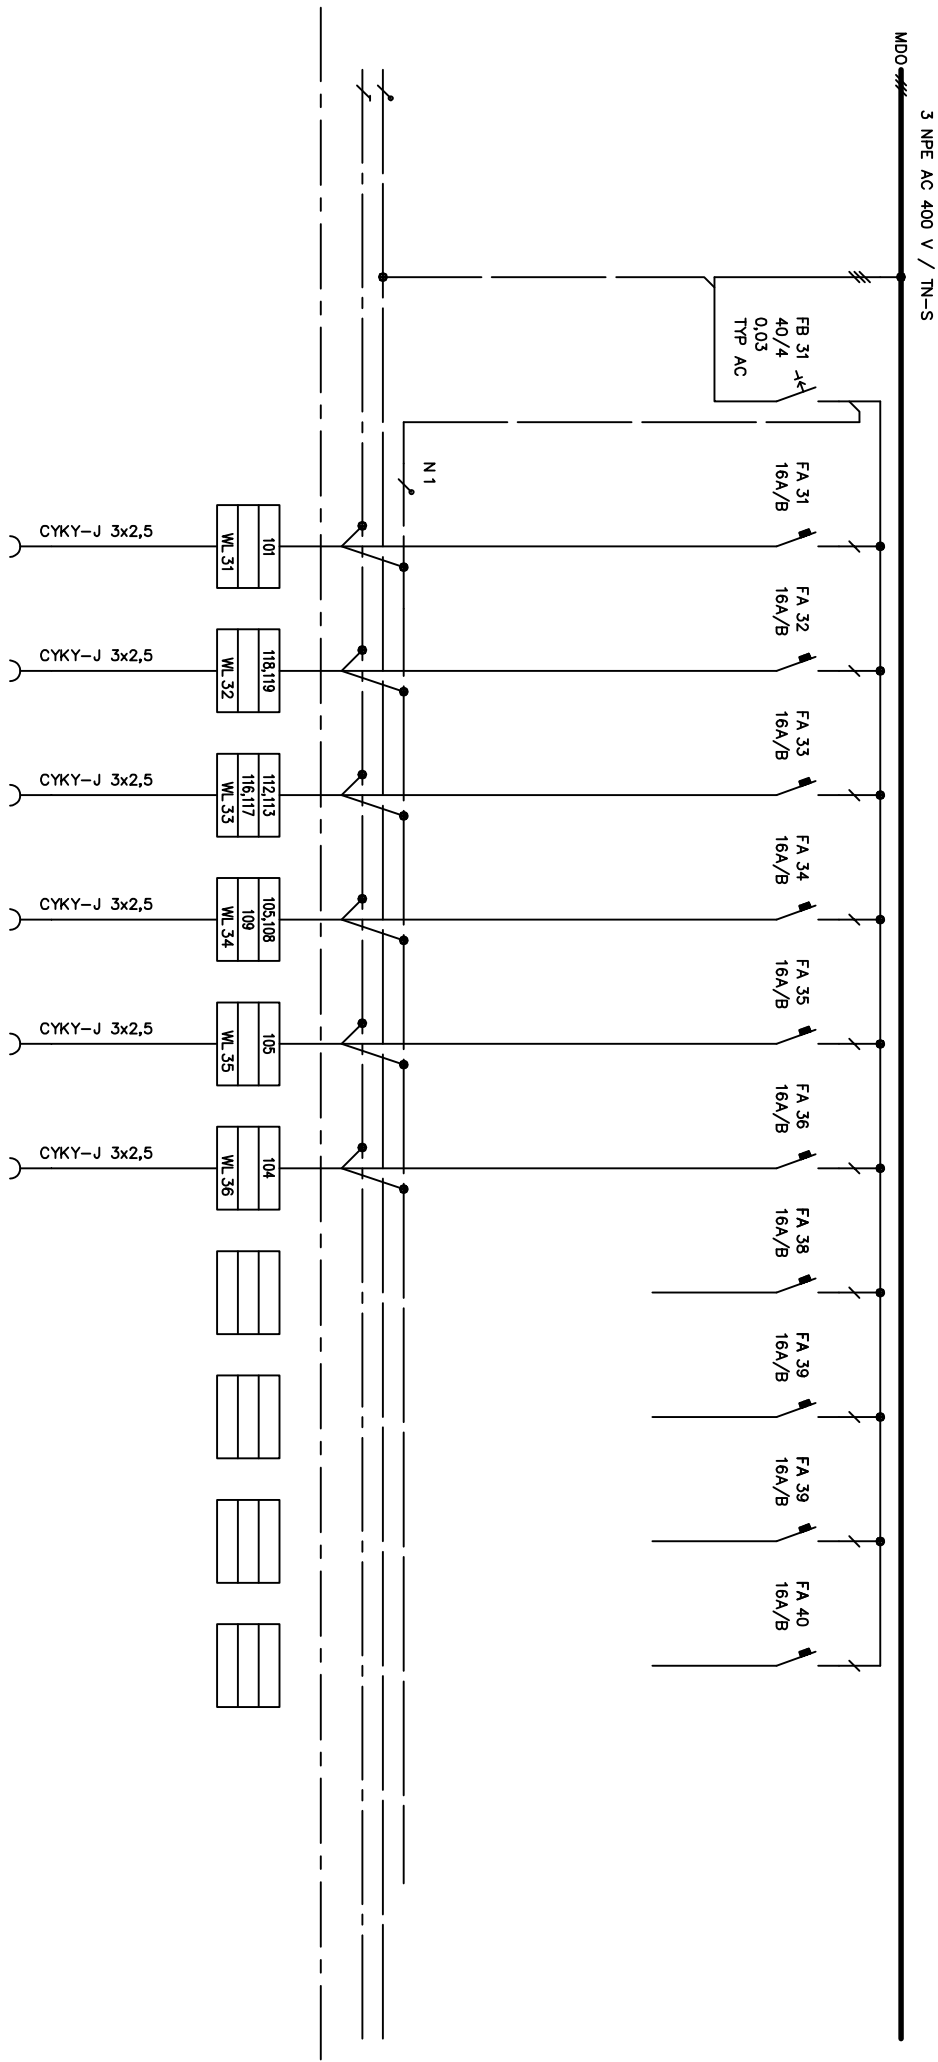 3 NPE AC 400 V / TN-S
MDO
FB 31
40/4
0,03
TYP AC
N 1
FA 31
16A/B
FA 32
16A/B
FA 33
16A/B
FA 34
16A/B
FA 35
16A/B
FA 36
16A/B
FA 38
16A/B
FA 39
16A/B
FA 39
16A/B
FA 40
16A/B
101
WL 31
CYKY-J 3x2,5
118,119
WL 32
CYKY-J 3x2,5
112,113
116,117
WL 33
CYKY-J 3x2,5
105,108
109
WL 34
CYKY-J 3x2,5
105
WL 35
CYKY-J 3x2,5
104
WL 36
CYKY-J 3x2,5